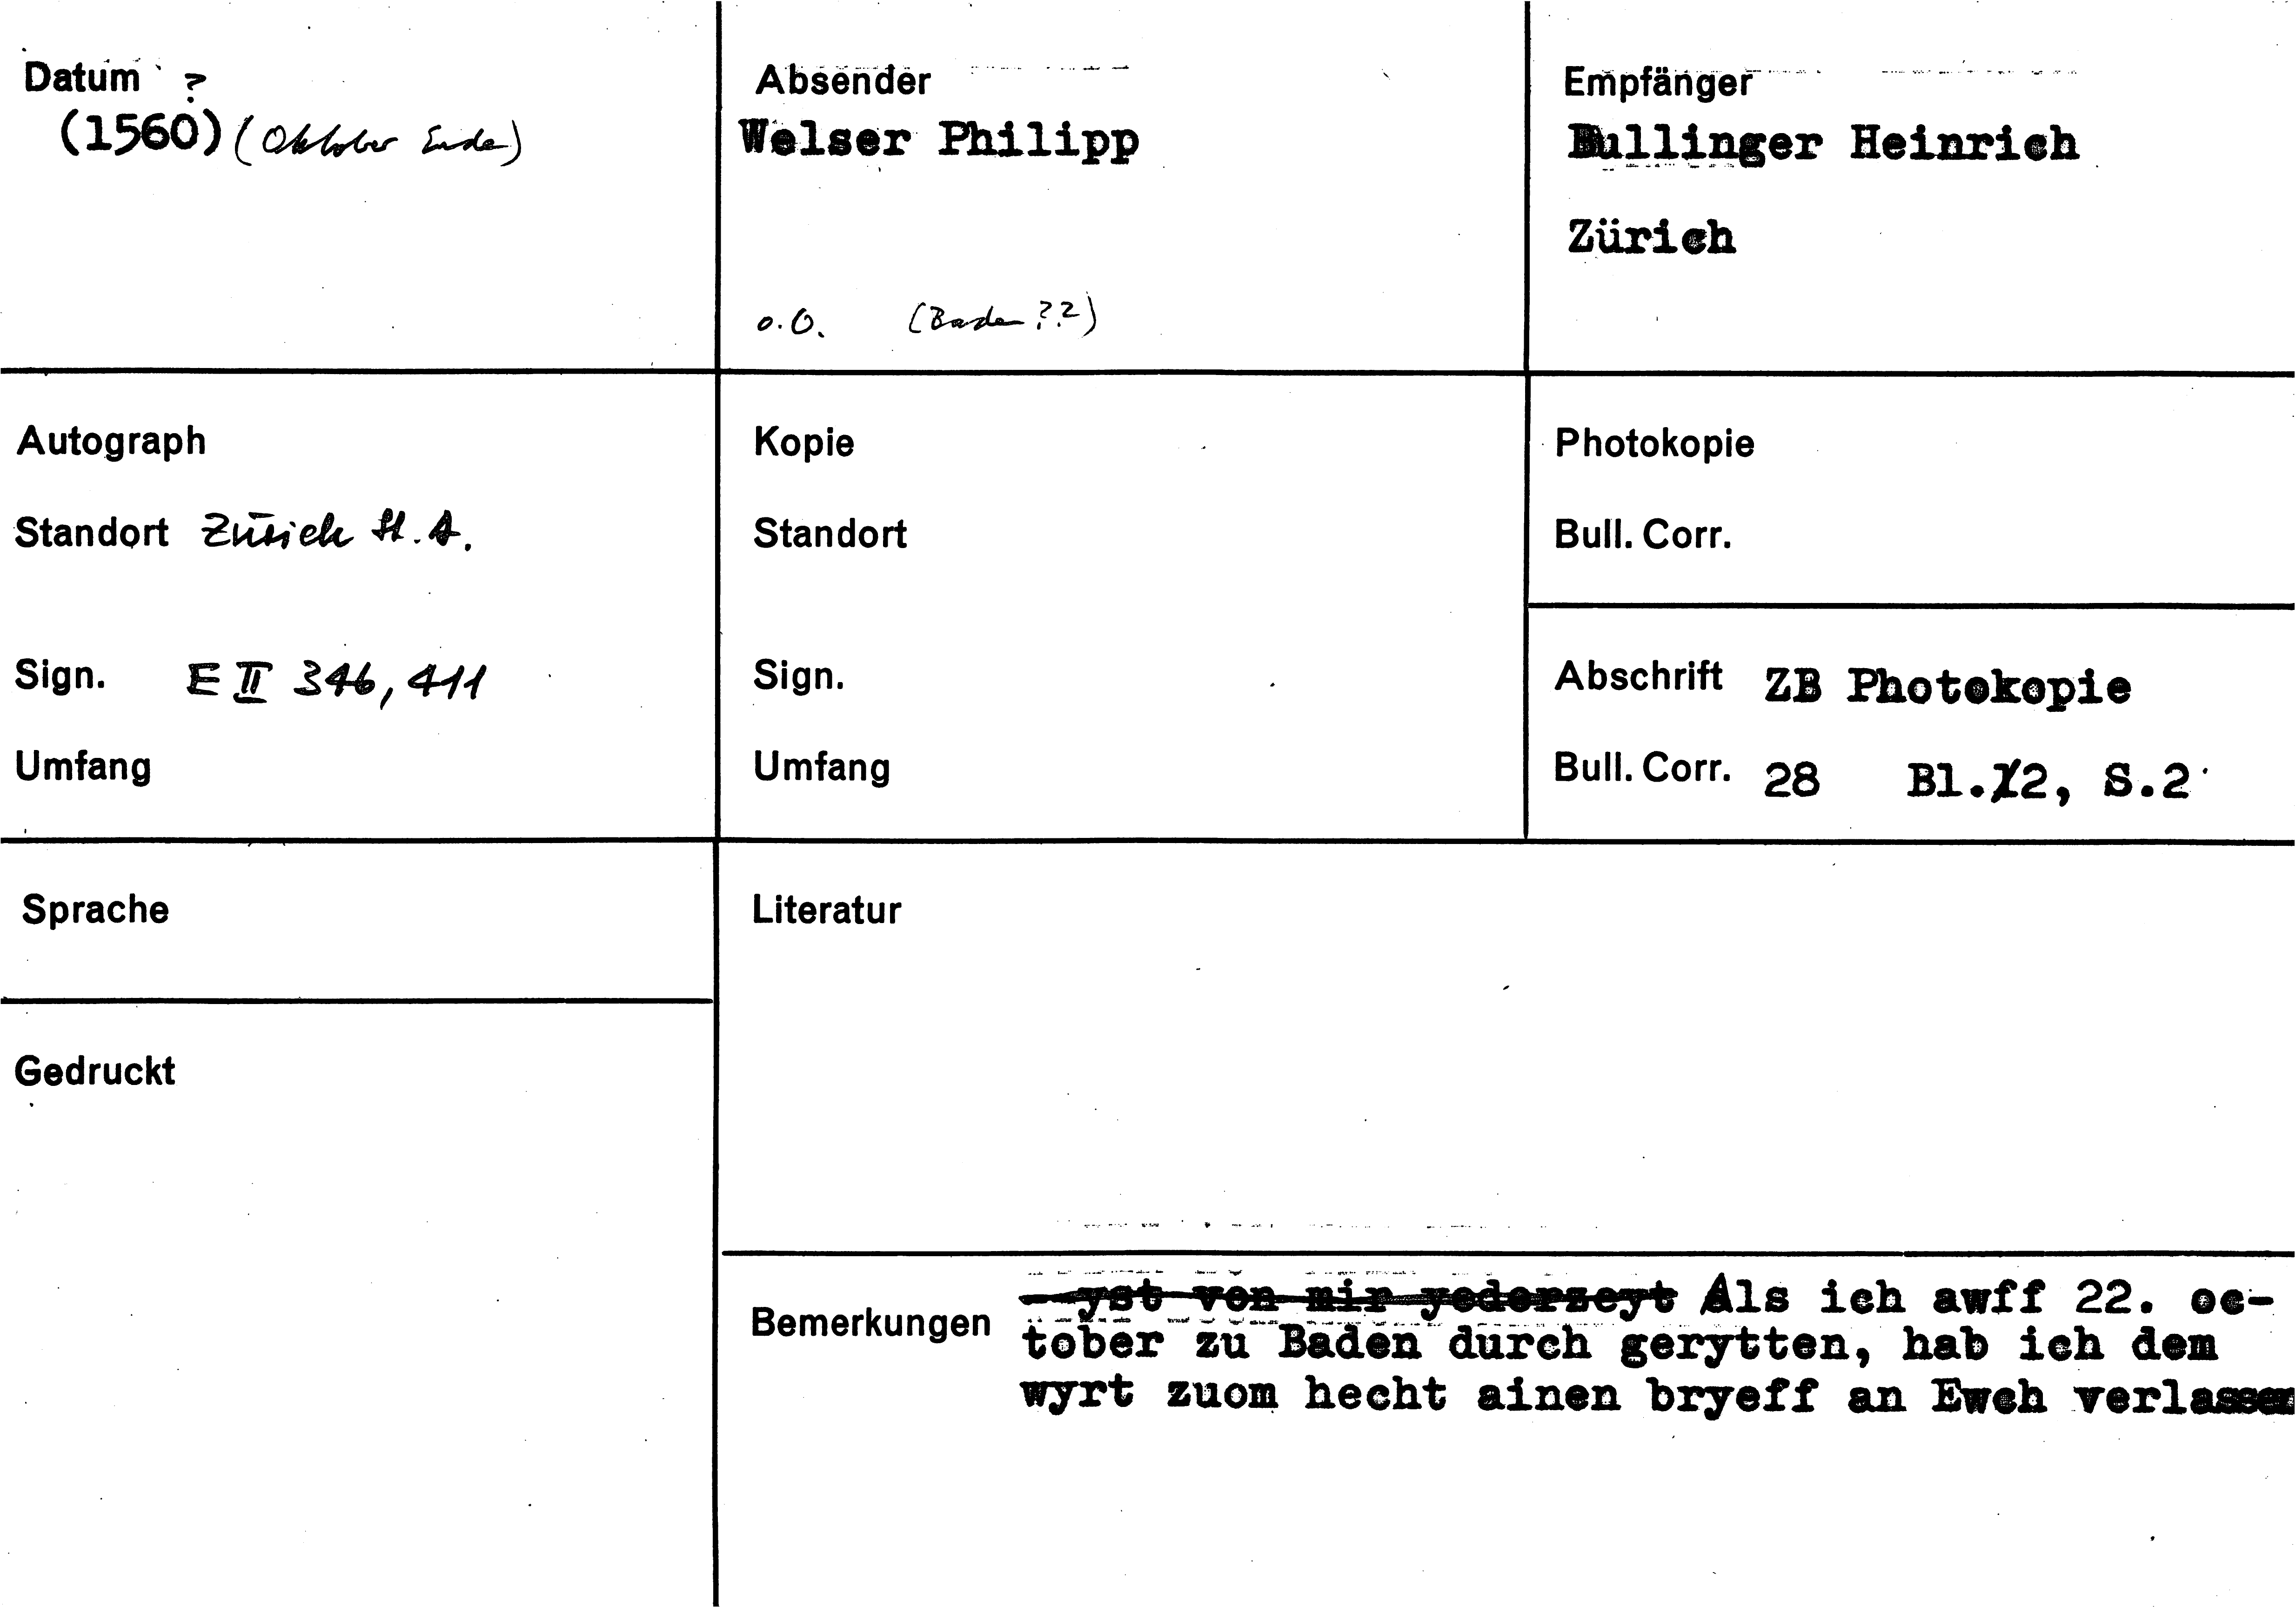 Datum ?
(1560) (Oktober Ende)
Absender
Welser Philipp
o.O. (Baden ??)
Empfänger
Bullinger Heinrich
Zürich
Autograph
Standort Zürich St. A.
Sign. E II 346, 411
Umfang
Kopie
Standort
Sign.
Umfang
Photokopie
Bull. Corr.
Abschrift ZB Photokopie
Bull. Corr. 28 Bl.12, S.2
Sprache
Gedruckt
Literatur
Bemerkungen
yst von mir yederzeyt Als ich awff 22. oc-
tober zu Baden durch gerytten, hab ich dem
wyrt zuom hecht ainen bryeff an Ewch verlassen